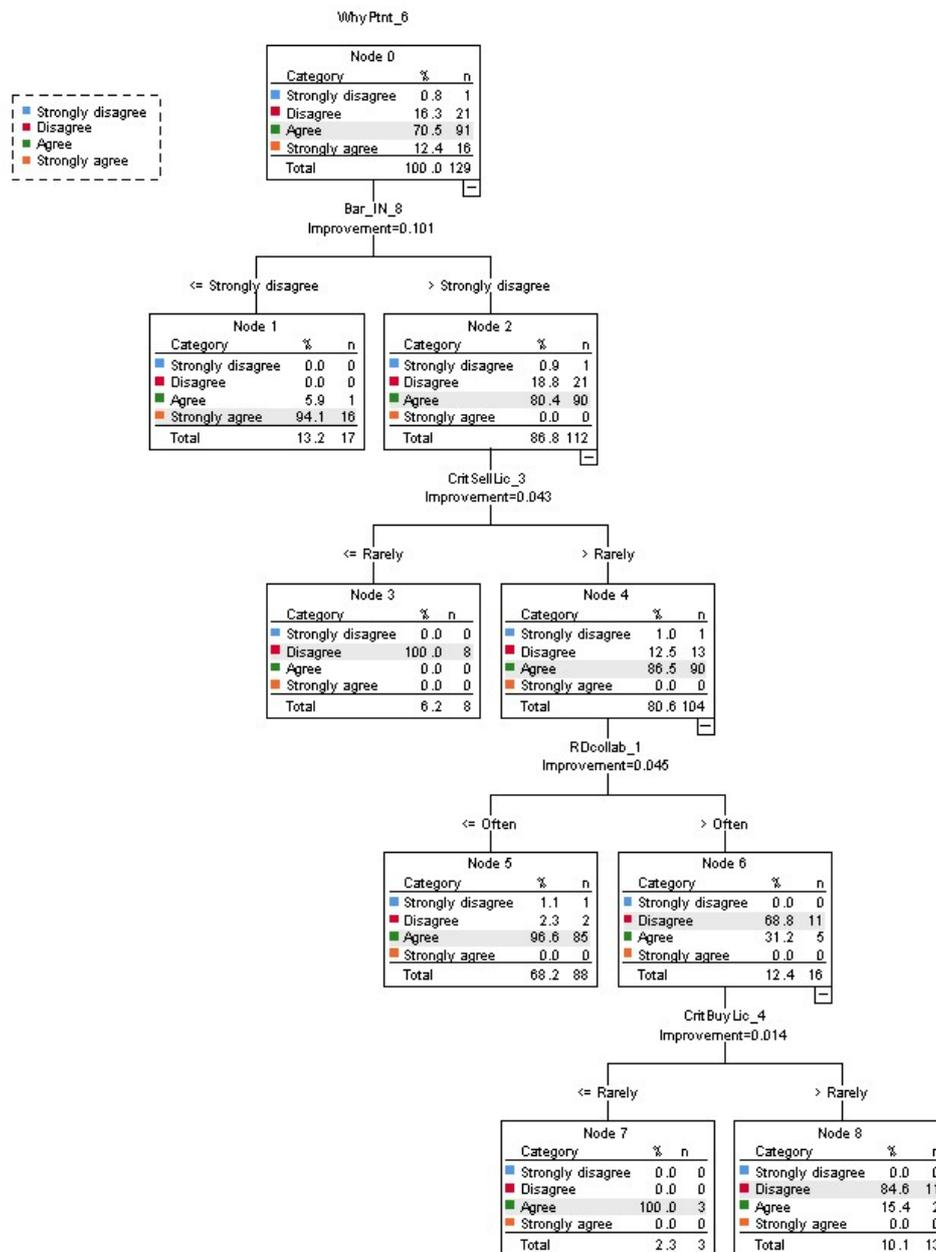 WhyPtnt_6
Node 0
Category % n
Strongly disagree 0.8 1
Disagree 16.3 21
Agree 70.5 91
Strongly agree 12.4 16
Total 100.0 129
Strongly disagree
Disagree
Agree
Strongly agree
Bar_IN_8
Improvement=0.101
<= Strongly disagree
> Strongly disagree
Node 1
Category % n
Strongly disagree 0.0 0
Disagree 0.0 0
Agree 5.9 1
Strongly agree 94.1 16
Total 13.2 17
Node 2
Category % n
Strongly disagree 0.9 1
Disagree 18.8 21
Agree 80.4 90
Strongly agree 0.0 0
Total 86.8 112
CritSellLic_3
Improvement=0.043
<= Rarely
> Rarely
Node 3
Category % n
Strongly disagree 0.0 0
Disagree 100.0 8
Agree 0.0 0
Strongly agree 0.0 0
Total 6.2 8
Node 4
Category % n
Strongly disagree 1.0 1
Disagree 12.5 13
Agree 86.5 90
Strongly agree 0.0 0
Total 80.6 104
RDcollab_1
Improvement=0.045
<= Often
> Often
Node 5
Category % n
Strongly disagree 1.1 1
Disagree 2.3 2
Agree 96.6 85
Strongly agree 0.0 0
Total 68.2 88
Node 6
Category % n
Strongly disagree 0.0 0
Disagree 68.8 11
Agree 31.2 5
Strongly agree 0.0 0
Total 12.4 16
CritBuyLic_4
Improvement=0.014
<= Rarely
> Rarely
Node 7
Category % n
Strongly disagree 0.0 0
Disagree 0.0 0
Agree 100.0 3
Strongly agree 0.0 0
Total 2.3 3
Node 8
Category % n
Strongly disagree 0.0 0
Disagree 84.6 11
Agree 15.4 2
Strongly agree 0.0 0
Total 10.1 13